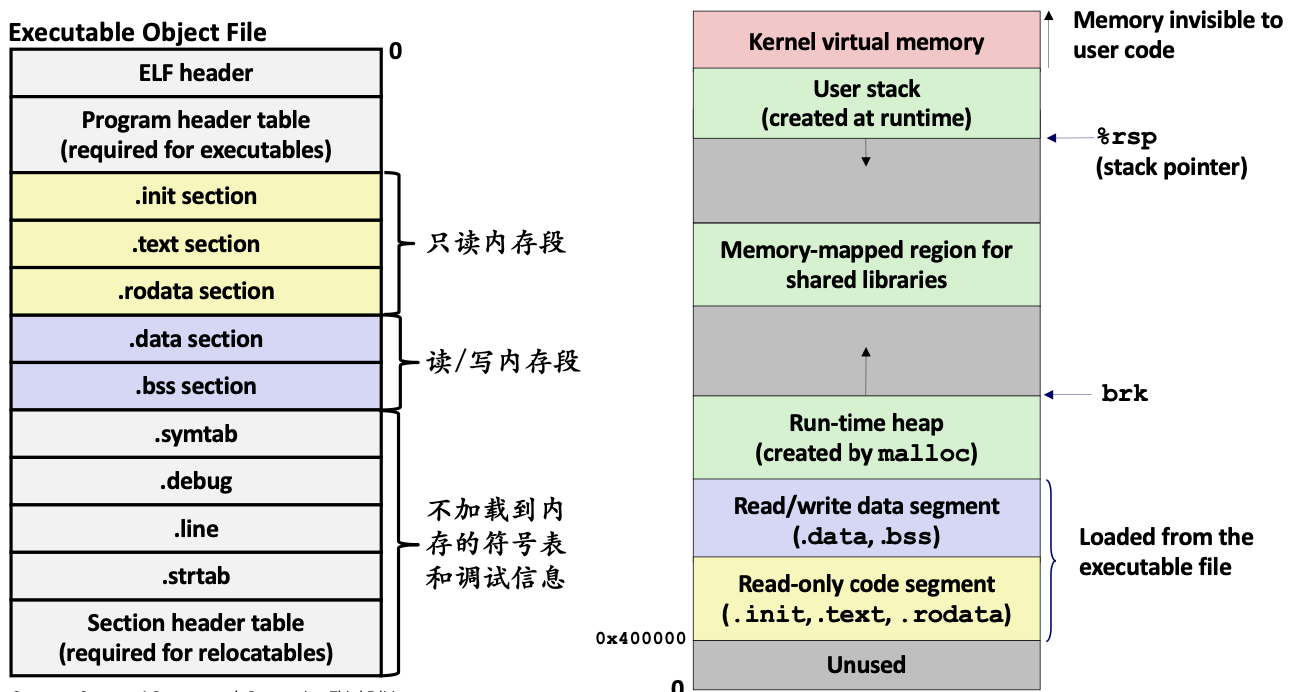 Executable Object File
0
ELF header
Program header table
(required for executables)
.init section
.text section
.rodata section
只读内存段
.data section
.bss section
读/写内存段
.symtab
.debug
.line
.strtab
Section header table
(required for relocatables)
不加载到内
存的符号表
和调试信息
Kernel virtual memory
Memory invisible to
user code
User stack
(created at runtime)
%rsp
(stack pointer)
Memory-mapped region for
shared libraries
brk
Run-time heap
(created by malloc)
Read/write data segment
(.data, .bss)
Read-only code segment
(.init, .text, .rodata)
Loaded from the
executable file
0x400000
Unused
0